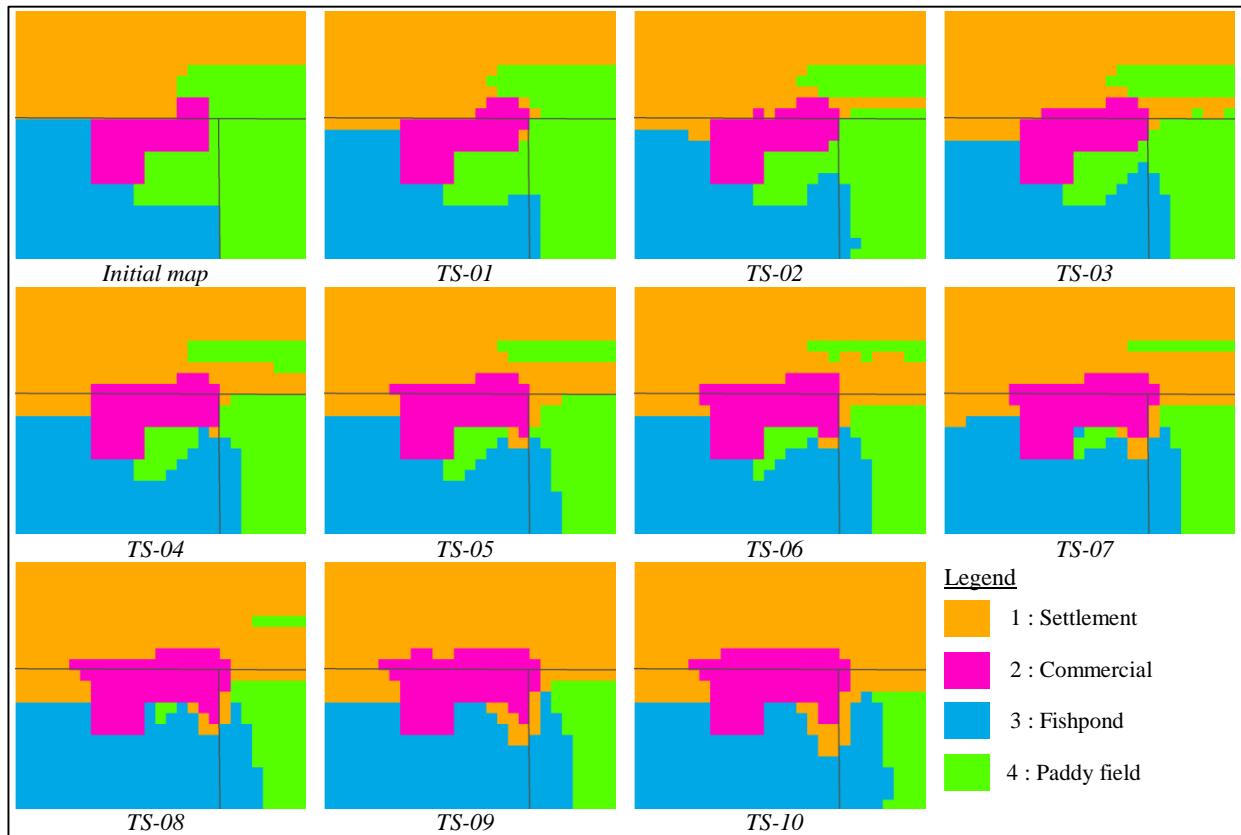 Initial map
TS-01
TS-02
TS-03
TS-04
TS-05
TS-06
TS-07
TS-08
TS-09
TS-10
Legend
1 : Settlement
2 : Commercial
3 : Fishpond
4 : Paddy field